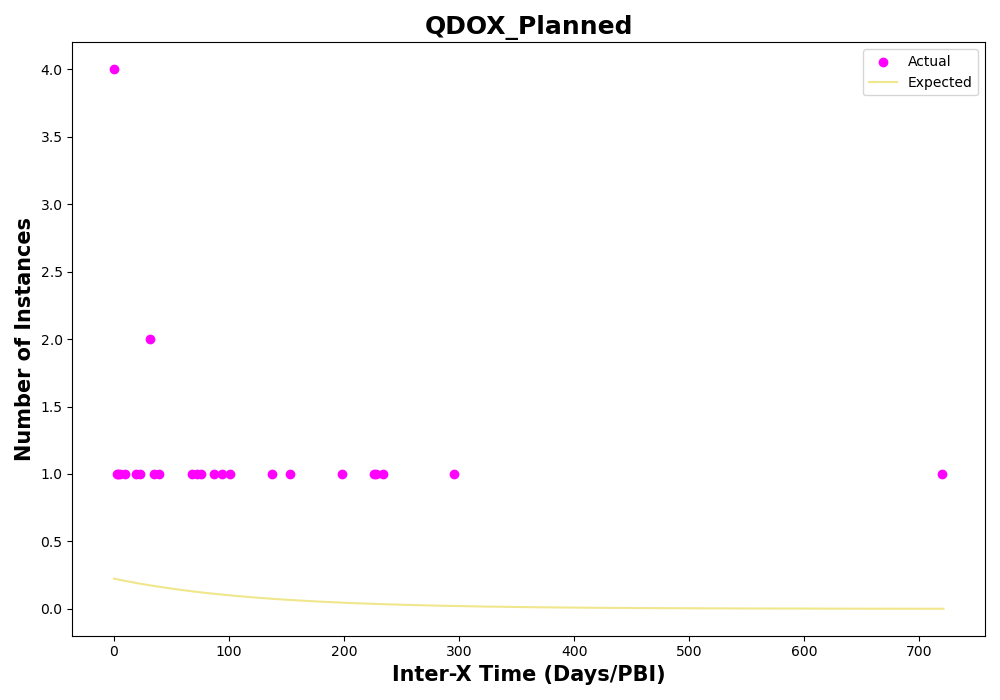 QDOX_Planned
Actual
Expected
Number of Instances
4.0
3.5
3.0
2.5
2.0
1.5
1.0
0.5
0.0
0 100 200 300 400 500 600 700
Inter-X Time (Days/PBI)